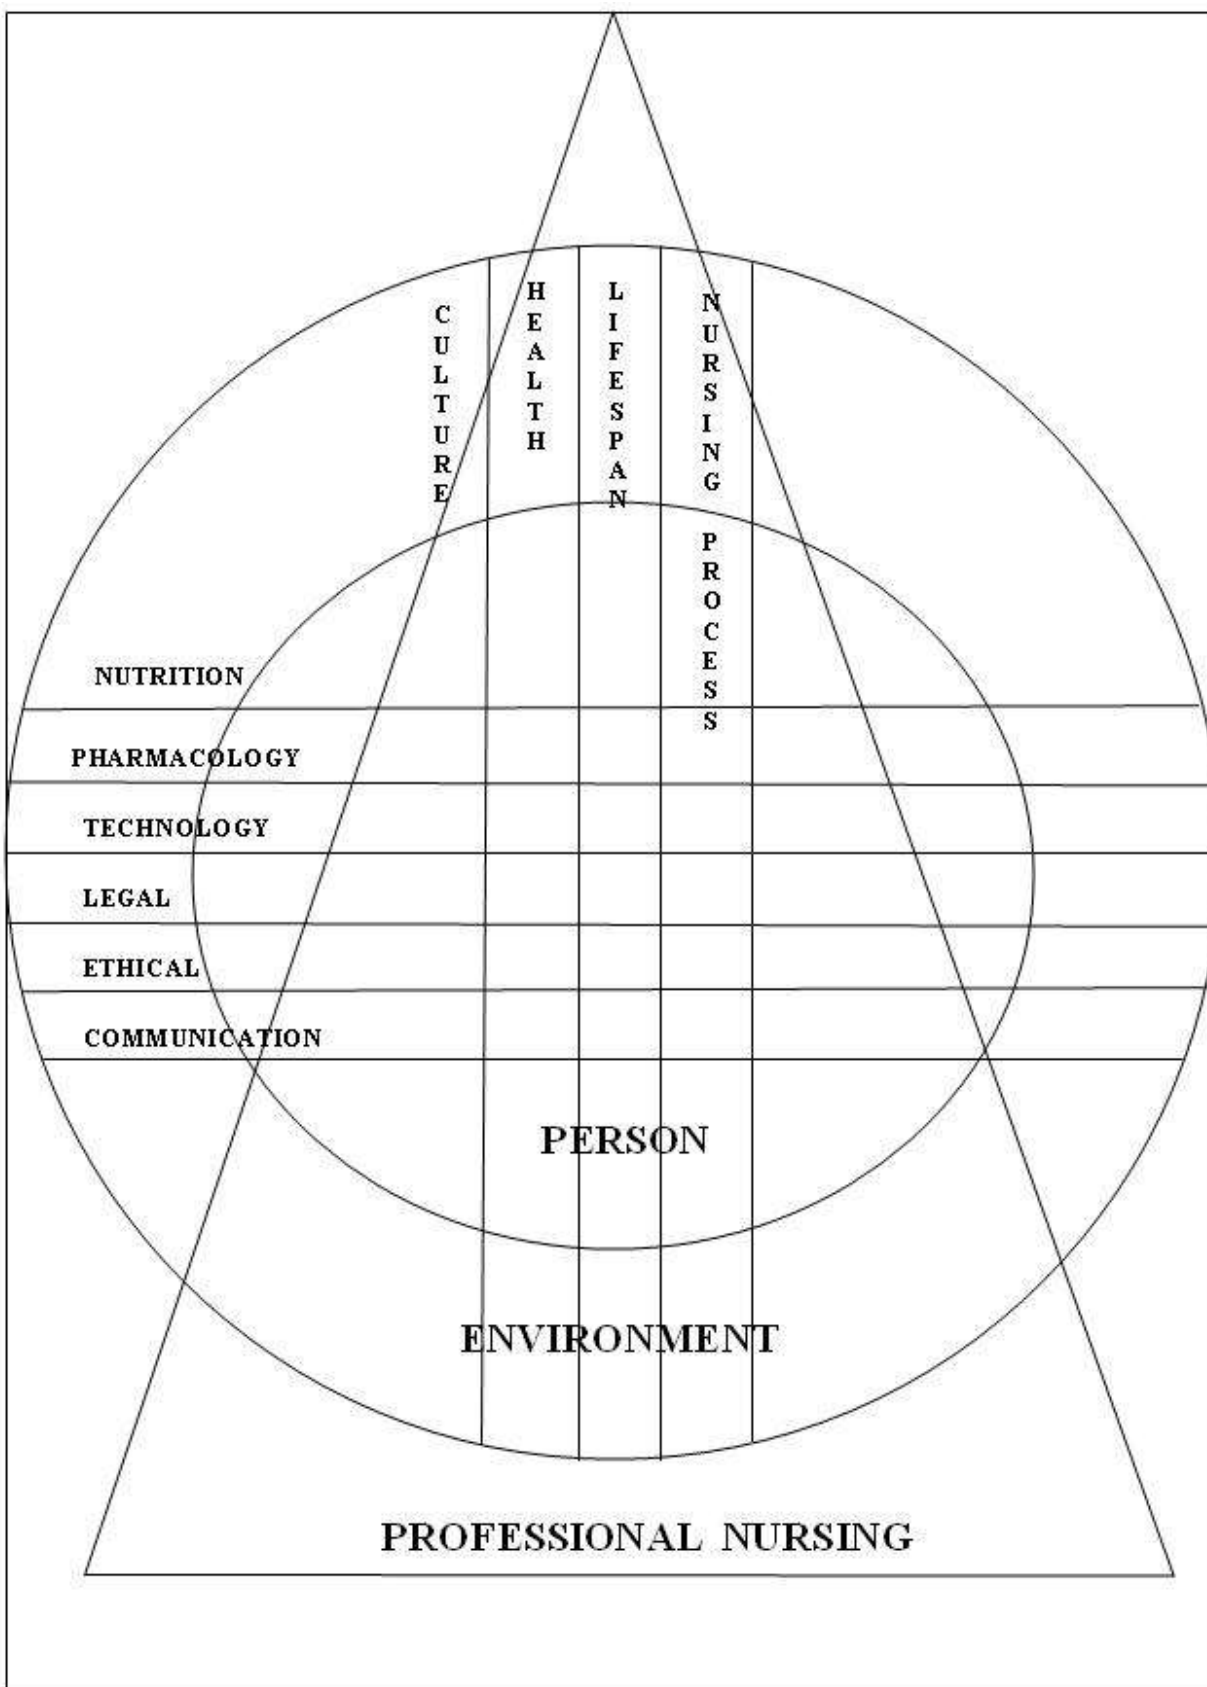 CULTURE
HEALTH
LIFESPAN
NURSING PROCESS
NUTRITION
PHARMACOLOGY
TECHNOLOGY
LEGAL
ETHICAL
COMMUNICATION
PERSON
ENVIRONMENT
PROFESSIONAL NURSING